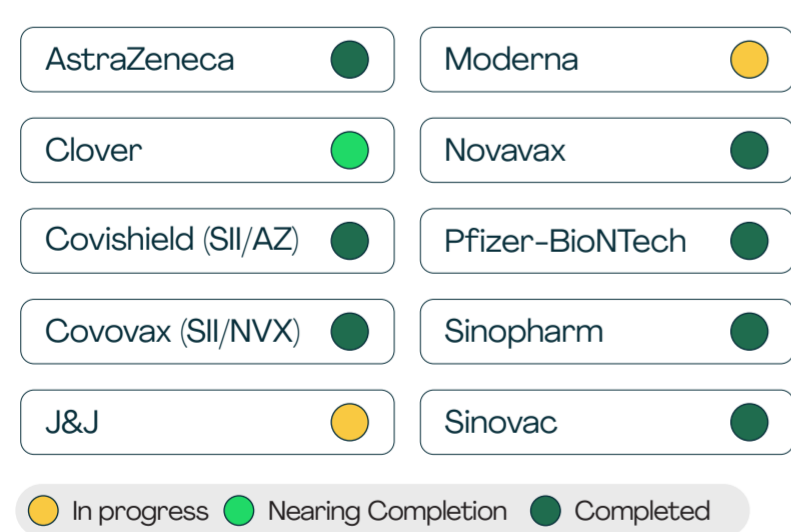 AstraZeneca
Moderna
Clover
Novavax
Covishield (SII/AZ)
Pfizer-BioNTech
Covovax (SII/NVX)
Sinopharm
J&J
Sinovac
In progress Nearing Completion Completed